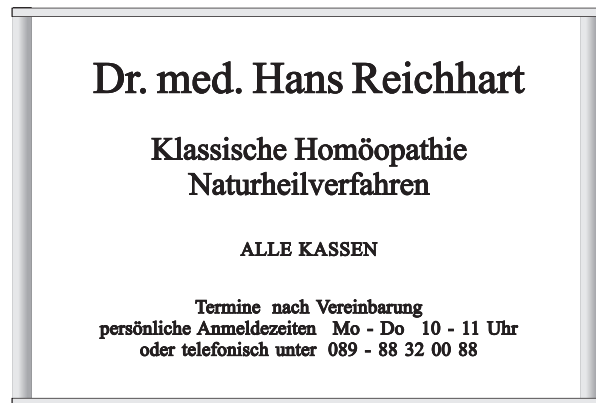 Dr. med. Hans Reichhart
Klassische Homöopathie
Naturheilverfahren
ALLE KASSEN
Termine nach Vereinbarung
persönliche Anmeldezeiten Mo - Do 10 - 11 Uhr
oder telefonisch unter 089 - 88 32 00 88